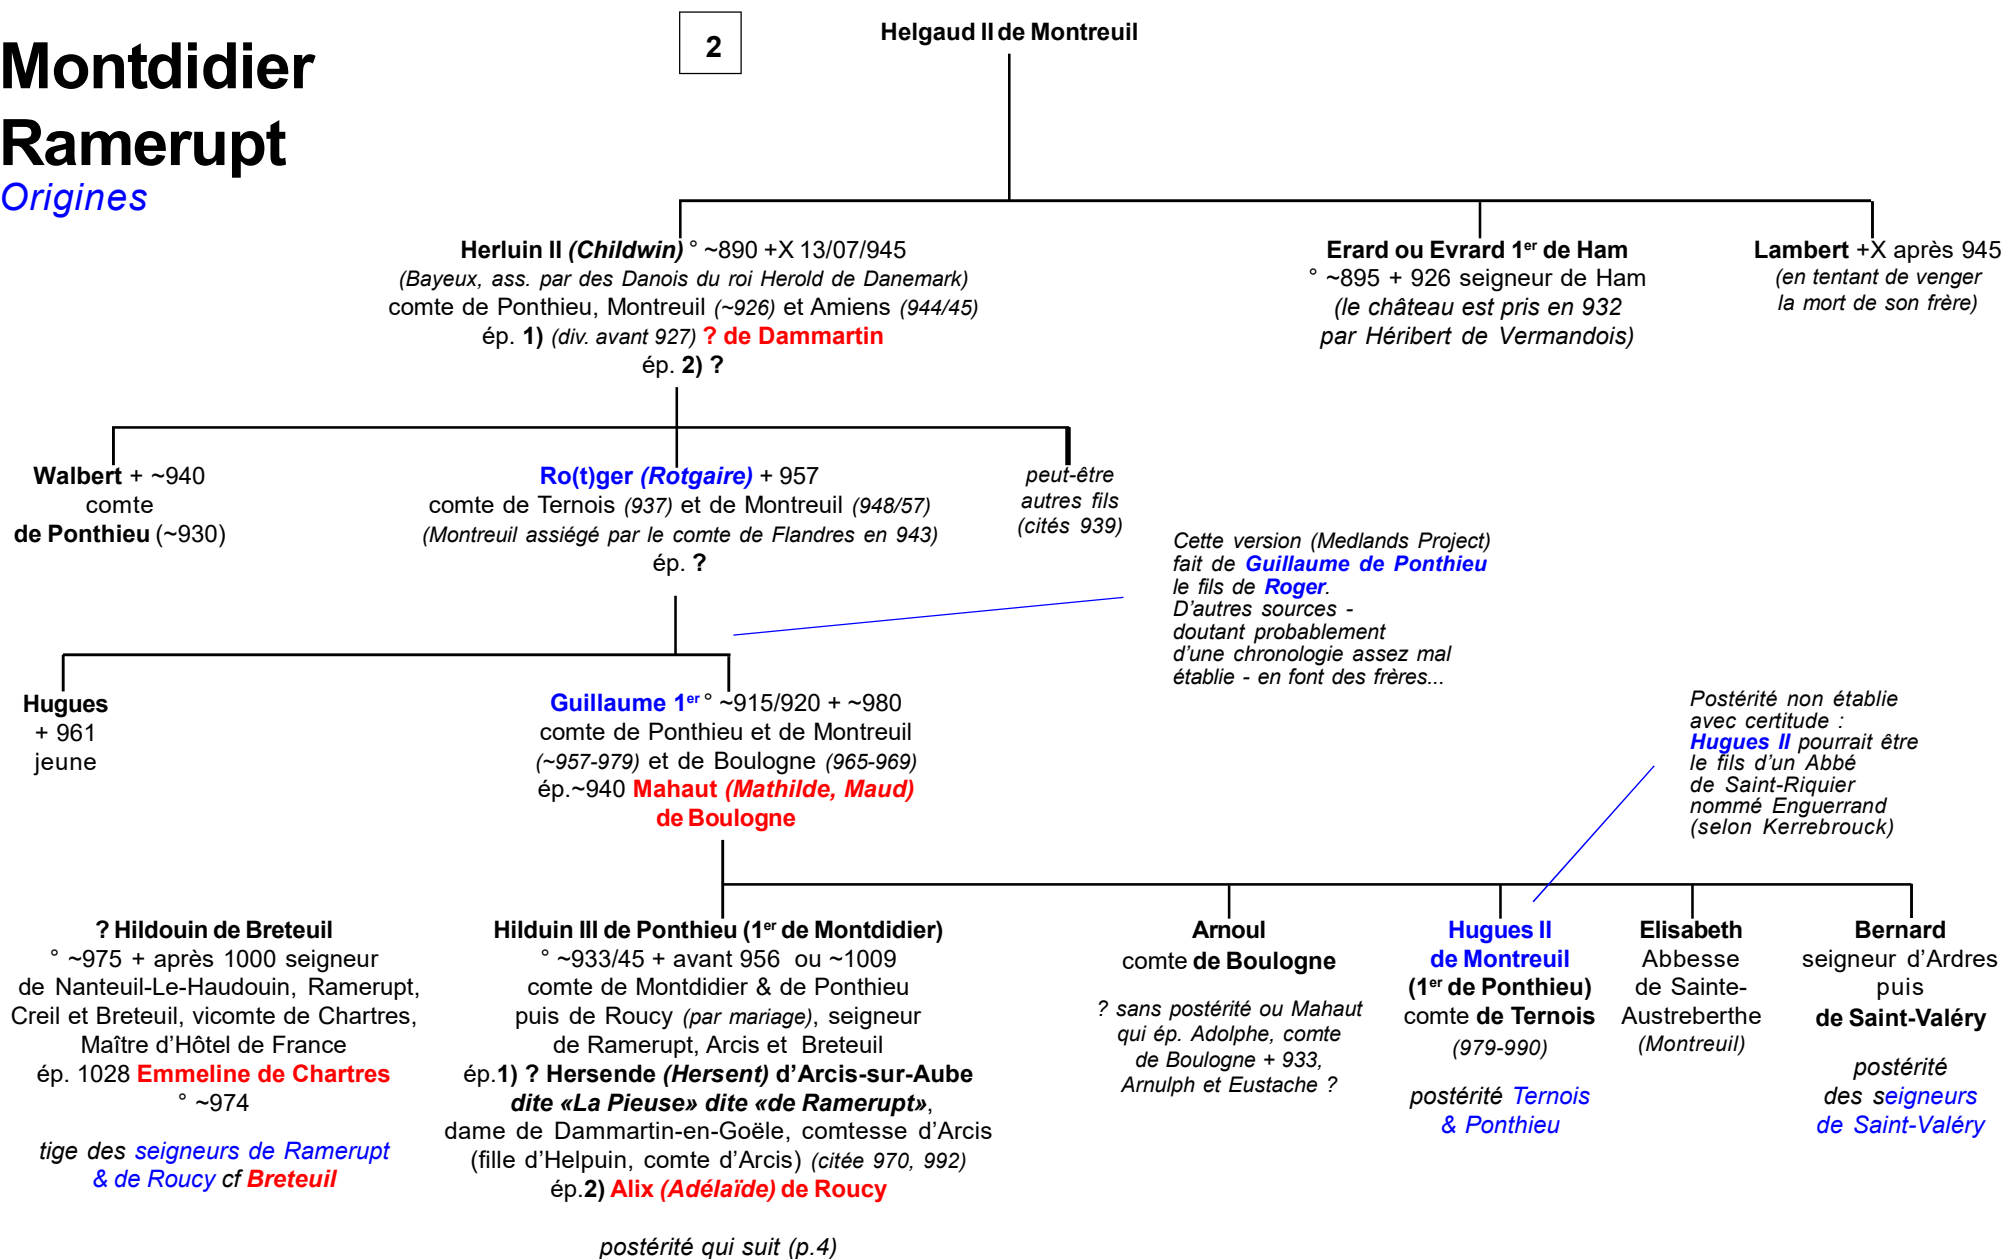 Montdidier
Ramerupt
Origines
2
Helgaud II de Montreuil
Herluin II (Childwin) ° ~890 +X 13/07/945
(Bayeux, ass. par des Danois du roi Herold de Danemark)
comte de Ponthieu, Montreuil (~926) et Amiens (944/45)
ép. 1) (div. avant 927) ? de Dammartin
ép. 2) ?
Erard ou Evrard 1er de Ham
° ~895 + 926 seigneur de Ham
(le château est pris en 932
par Héribert de Vermandois)
Lambert +X après 945
(en tentant de venger
la mort de son frère)
Walbert + ~940
comte
de Ponthieu (~930)
Ro(t)ger (Rotgaire) + 957
comte de Ternois (937) et de Montreuil (948/57)
(Montreuil assiégé par le comte de Flandres en 943)
ép. ?
peut-être
autres fils
(cités 939)
Cette version (Medlands Project)
fait de Guillaume de Ponthieu
le fils de Roger.
D'autres sources -
doutant probablement
d'une chronologie assez mal
établie - en font des frères...
Hugues
+ 961
jeune
Guillaume 1er ° ~915/920 + ~980
comte de Ponthieu et de Montreuil
(~957-979) et de Boulogne (965-969)
ép.~940 Mahaut (Mathilde, Maud)
de Boulogne
Postérité non établie
avec certitude :
Hugues II pourrait être
le fils d'un Abbé
de Saint-Riquier
nommé Enguerrand
(selon Kerrebrouck)
? Hildouin de Breteuil
° ~975 + après 1000 seigneur
de Nanteuil-Le-Haudouin, Ramerupt,
Creil et Breteuil, vicomte de Chartres,
Maître d'Hôtel de France
ép. 1028 Emmeline de Chartres
° ~974
tige des seigneurs de Ramerupt
& de Roucy cf Breteuil
Hilduin III de Ponthieu (1er de Montdidier)
° ~933/45 + avant 956 ou ~1009
comte de Montdidier & de Ponthieu
puis de Roucy (par mariage), seigneur
de Ramerupt, Arcis et Breteuil
ép.1) ? Hersende (Hersent) d'Arcis-sur-Aube
dite «La Pieuse» dite «de Ramerupt»,
dame de Dammartin-en-Goële, comtesse d'Arcis
(fille d'Helpuin, comte d'Arcis) (citée 970, 992)
ép.2) Alix (Adélaïde) de Roucy
postérité qui suit (p.4)
Arnoul
comte de Boulogne
? sans postérité ou Mahaut
qui ép. Adolphe, comte
de Boulogne + 933,
Arnulph et Eustache ?
Hugues II
de Montreuil
(1er de Ponthieu)
comte de Ternois
(979-990)
postérité Ternois
& Ponthieu
Elisabeth
Abbesse
de Sainte-
Austreberthe
(Montreuil)
Bernard
seigneur d'Ardres
puis
de Saint-Valéry
postérité
des seigneurs
de Saint-Valéry